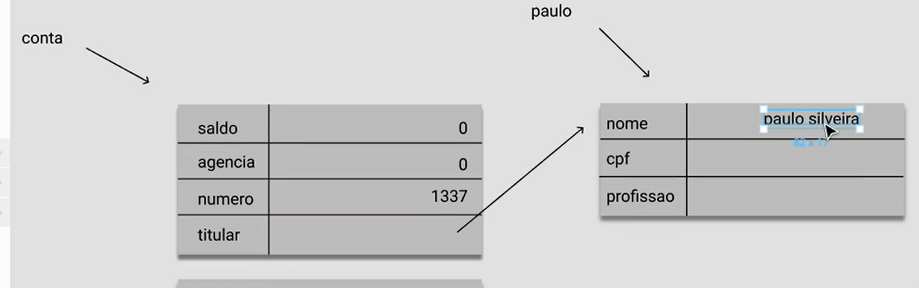 paulo
conta
saldo 0
agencia 0
numero 1337
titular
nome paulo silveira
cpf
profissao